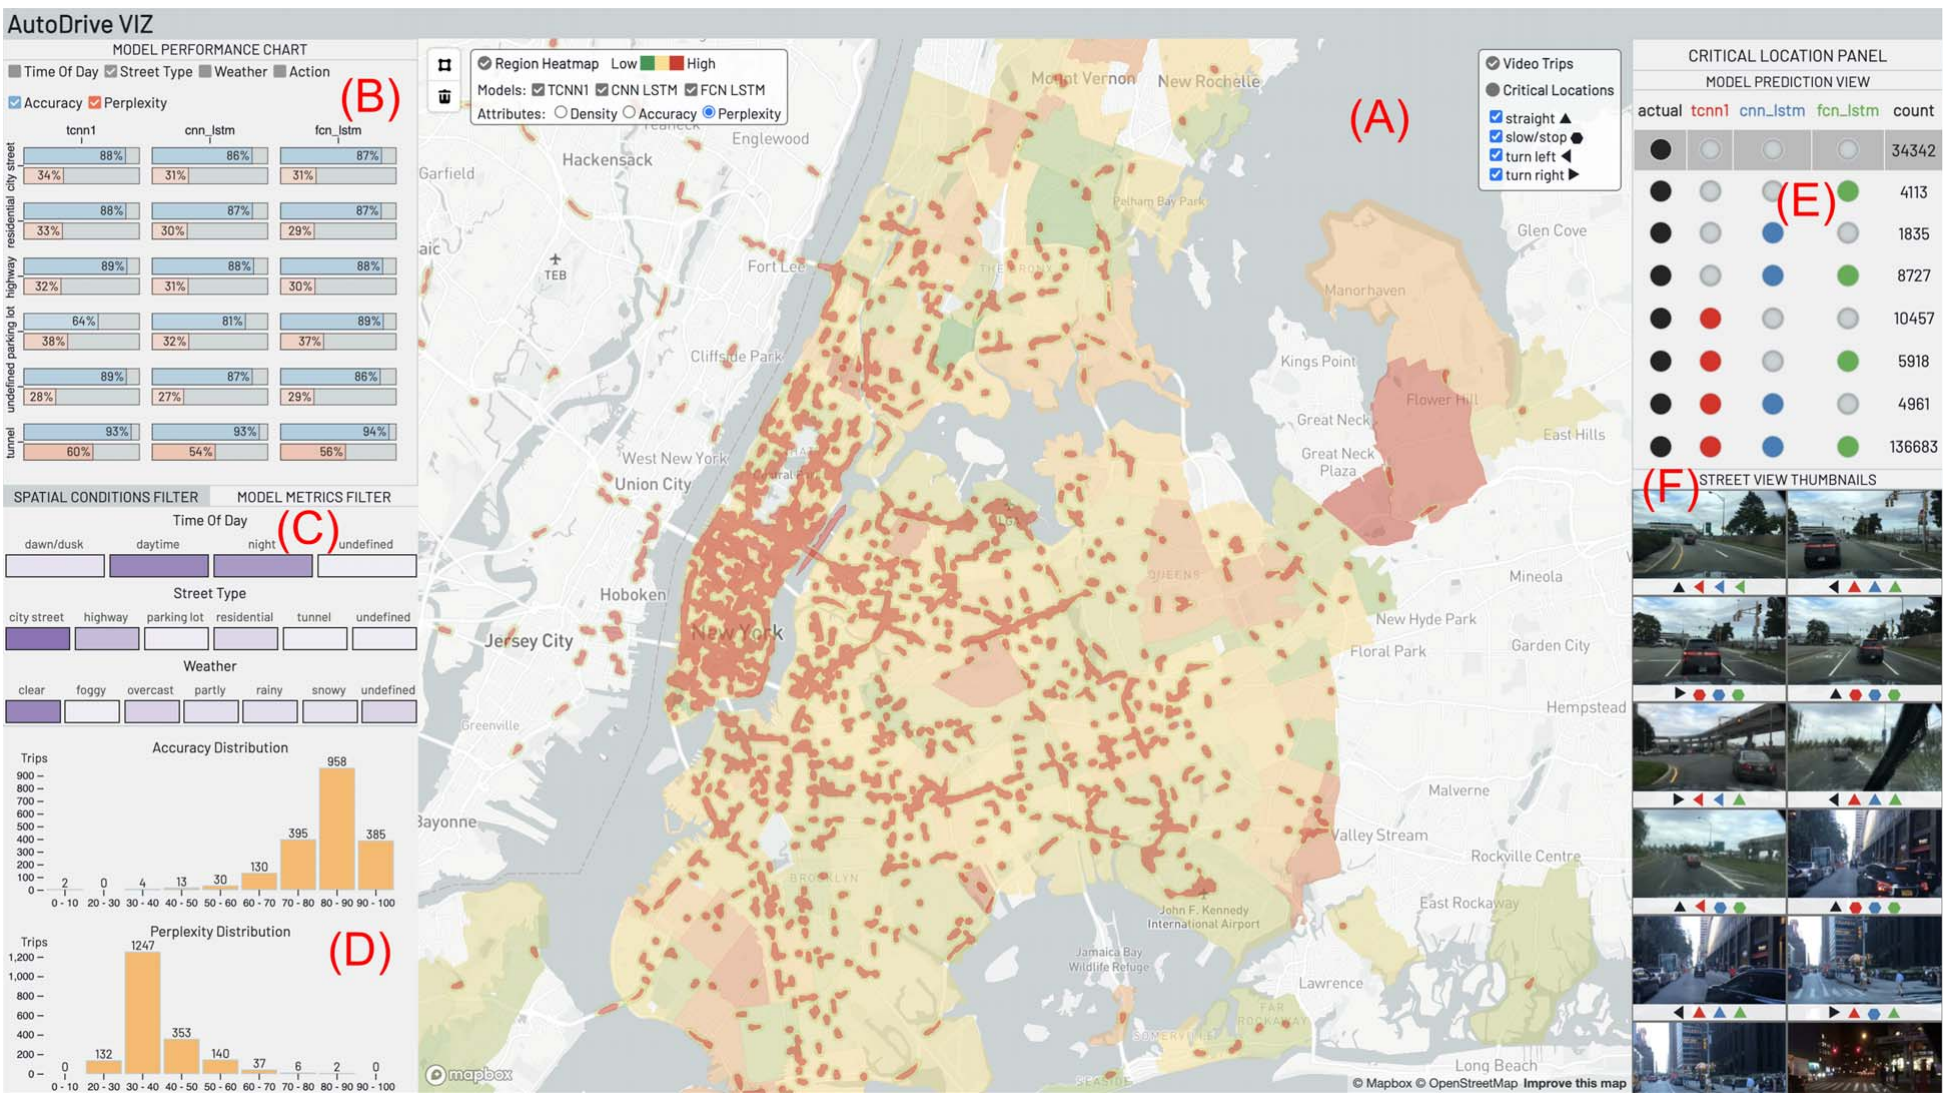 AutoDrive VIZ
MODEL PERFORMANCE CHART
Time Of Day Street Type Weather Action
Accuracy Perplexity
(B)
tcnn1 cnn_lstm fcn_lstm
city street
88% 86% 87%
34% 31% 31%
residential
88% 87% 87%
33% 30% 29%
highway
89% 88% 88%
32% 31% 30%
parking lot
64% 81% 89%
38% 32% 37%
undefined
89% 87% 86%
28% 27% 29%
tunnel
93% 93% 94%
60% 54% 56%
SPATIAL CONDITIONS FILTER MODEL METRICS FILTER
Time Of Day
(C)
dawn/dusk daytime night undefined
Street Type
city street highway parking lot residential tunnel undefined
Weather
clear foggy overcast partly rainy snowy undefined
Accuracy Distribution
Trips
900
800
700
600
500
400
300
200
100
0
2 0 4 13 30 130 395 958 385
0 - 10 20 - 30 30 - 40 40 - 50 50 - 60 60 - 70 70 - 80 80 - 90 90 - 100
Perplexity Distribution
(D)
Trips
1,200
1,000
800
600
400
200
0
0 132 1247 353 140 37 6 2 0
0 - 10 20 - 30 30 - 40 40 - 50 50 - 60 60 - 70 70 - 80 80 - 90 90 - 100
Region Heatmap Low High
Models: TCNN1 CNN LSTM FCN LSTM
Attributes: Density Accuracy Perplexity
(A)
Video Trips
Critical Locations
straight
slow/stop
turn left
turn right
Mount Vernon
New Rochelle
Teaneck
Englewood
Hackensack
Garfield
Pelham Bay Park
Glen Cove
aic
TEB
Fort Lee
THE BRONX
Manorhaven
Cliffside Park
Kings Point
Flower Hill
Great Neck
East Hills
West New York
Central Park
Great Neck
Plaza
Union City
LGA
QUEENS
Mineola
Hoboken
New York
Jersey City
New Hyde Park
Garden City
Floral Park
Hempstead
Greenville
Malverne
Bayonne
Valley Stream
Rockville Centre
BROOKLYN
East Rockaway
John F. Kennedy
International Airport
Jamaica Bay
Wildlife Refuge
Lawrence
FAR
ROCKAWAY
SOMERVILLE
Long Beach
SEASIDE
mapbox
© Mapbox © OpenStreetMap Improve this map
CRITICAL LOCATION PANEL
MODEL PREDICTION VIEW
actual tcnn1 cnn_lstm fcn_lstm count
34342
4113
(E)
1835
8727
10457
5918
4961
136683
(F)
STREET VIEW THUMBNAILS